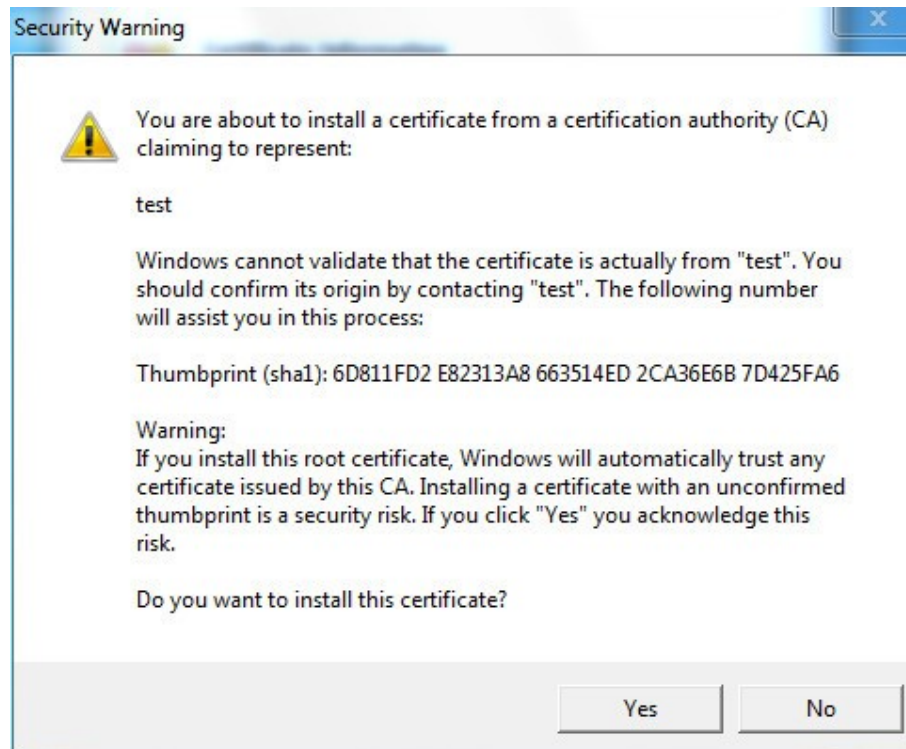 Security Warning
You are about to install a certificate from a certification authority (CA)
claiming to represent:
test
Windows cannot validate that the certificate is actually from "test". You
should confirm its origin by contacting "test". The following number
will assist you in this process:
Thumbprint (sha1): 6D811FD2 E82313A8 663514ED 2CA36E6B 7D425FA6
Warning:
If you install this root certificate, Windows will automatically trust any
certificate issued by this CA. Installing a certificate with an unconfirmed
thumbprint is a security risk. If you click "Yes" you acknowledge this
risk.
Do you want to install this certificate?
Yes
No